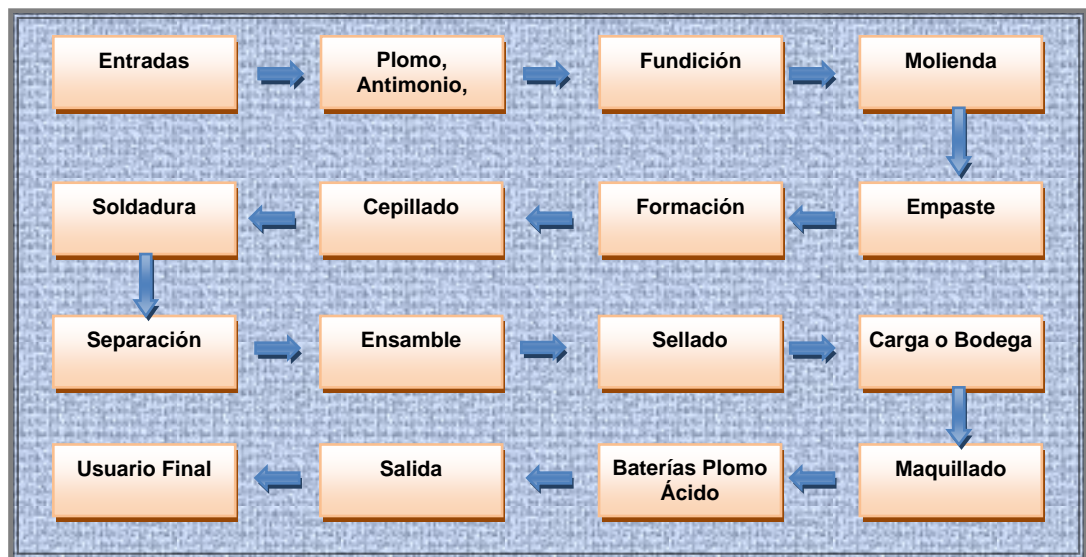 Entradas
Plomo,
Antimonio,
Fundición
Molienda
Empaste
Formación
Cepillado
Soldadura
Separación
Ensamble
Sellado
Carga o Bodega
Maquillado
Baterías Plomo
Ácido
Salida
Usuario Final